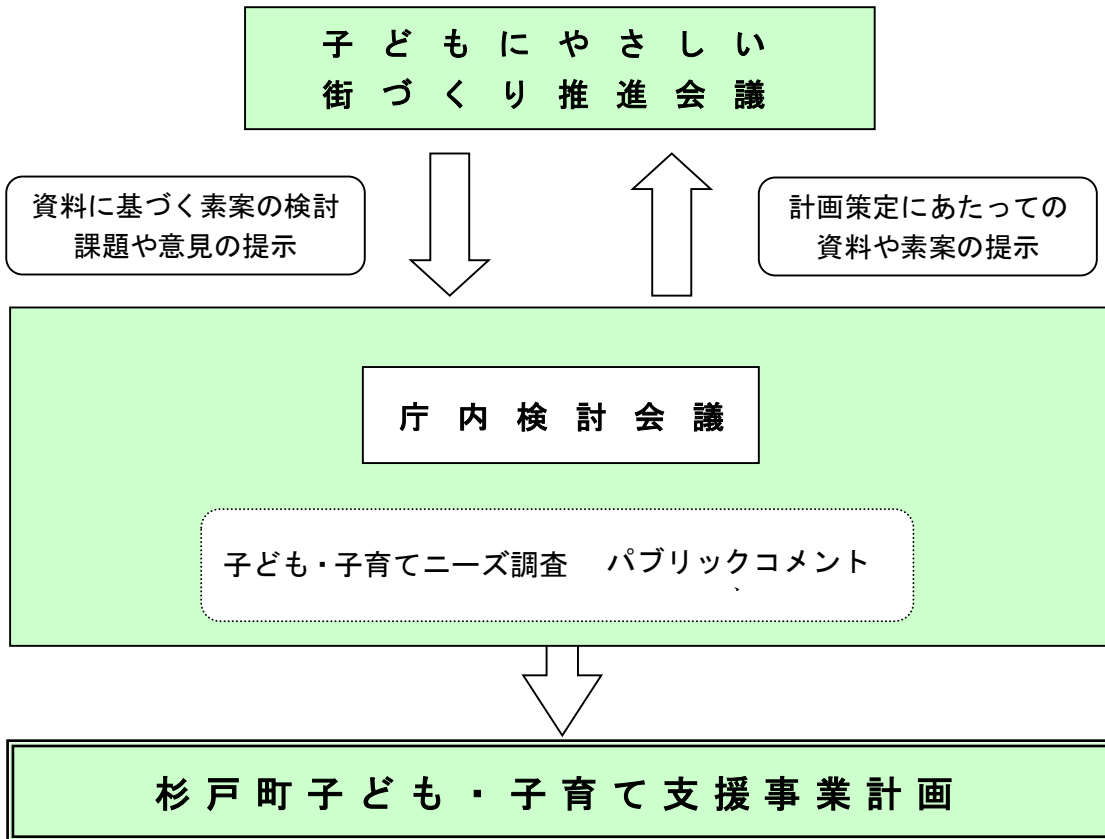 子どもにやさしい
街づくり推進会議
資料に基づく素案の検討
課題や意見の提示
計画策定にあたっての
資料や素案の提示
庁内検討会議
子ども・子育てニーズ調査 パブリックコメント
、
杉戸町子ども・子育て支援事業計画